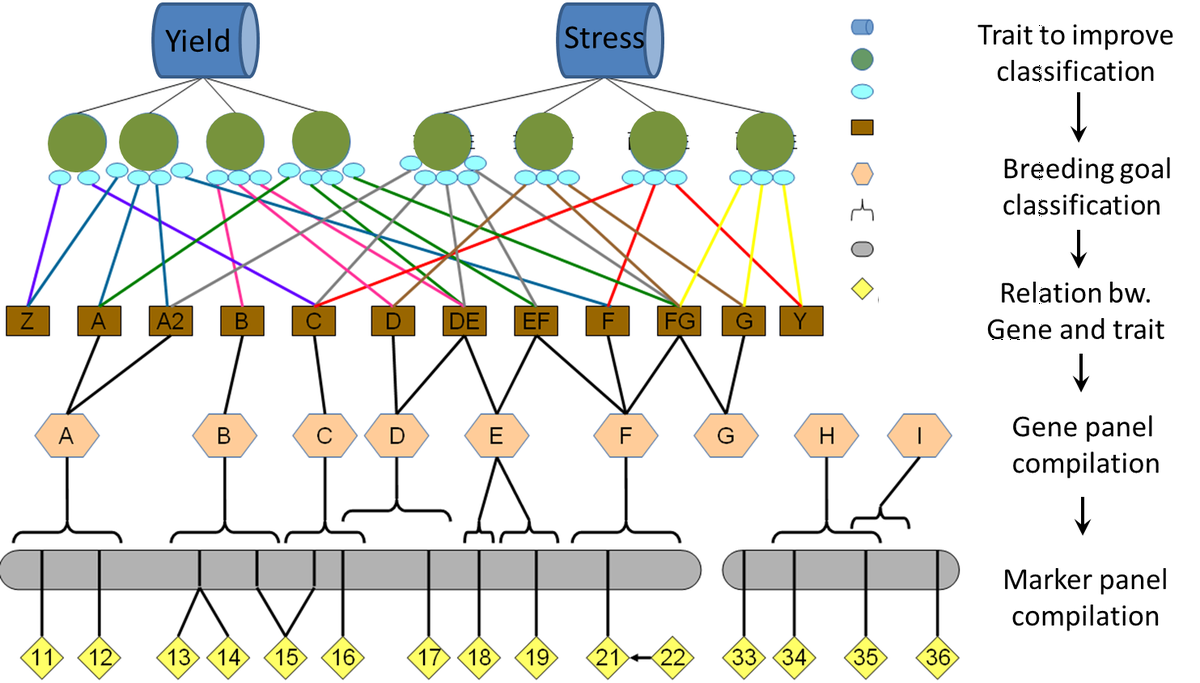 Yield
Stress
Trait to improve
classification
Breeding goal
classification
Relation bw.
Gene and trait
Gene panel
compilation
Marker panel
compilation
Z A A2 B C D DE EF F FG G Y
A B C D E F G H I
11 12 13 14 15 16 17 18 19 21 22 33 34 35 36